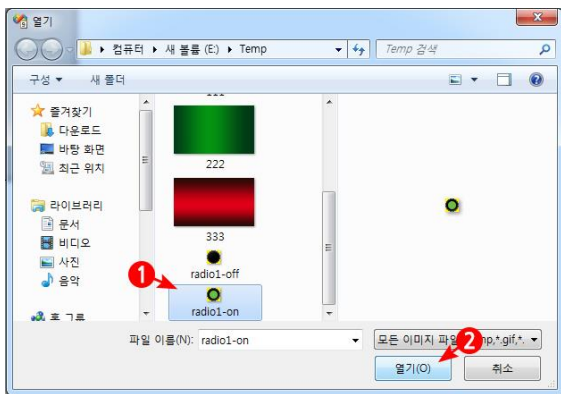 열기
컴퓨터 ▸ 새 볼륨 (E:) ▸ Temp
Temp 검색
구성 ▼ 새 폴더
즐겨찾기
다운로드
바탕 화면
최근 위치
라이브러리
문서
비디오
사진
음악
222
333
radio1-off
1
radio1-on
파일 이름(N): radio1-on
모든 이미지 파일
2
,*.gif,*.
열기(O)
취소